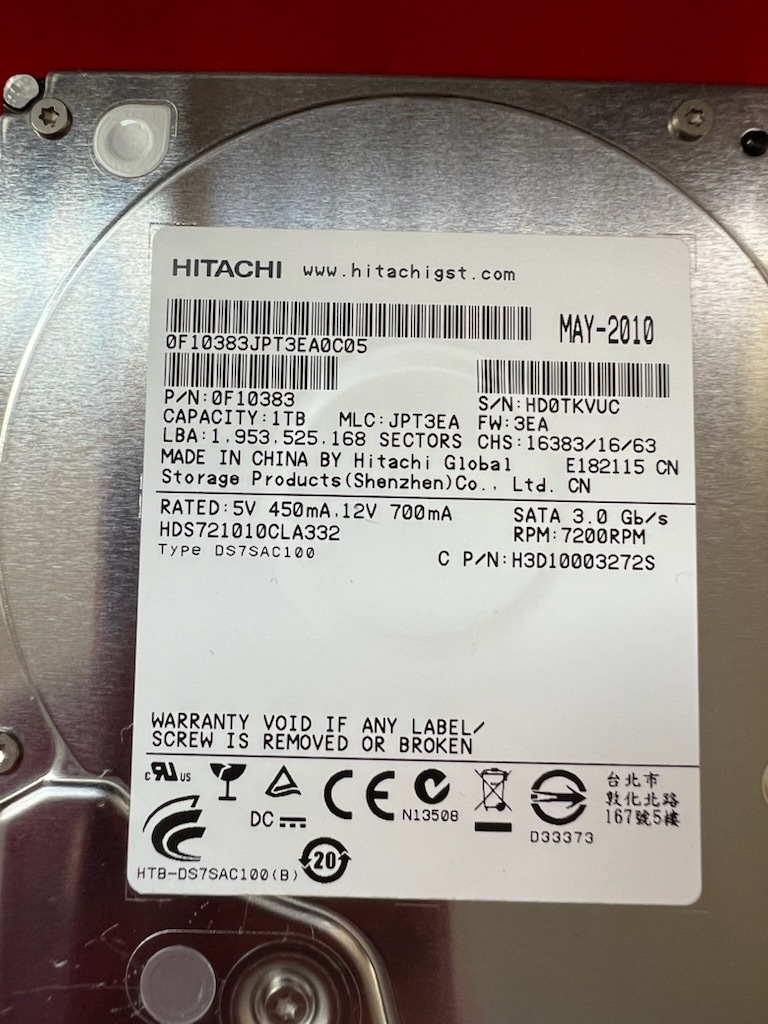 HITACHI www.hitachigst.com
MAY-2010
0F10383JPT3EA0C05
P/N:0F10383 S/N:HD0TKVUC
CAPACITY:1TB MLC:JPT3EA FW:3EA
LBA:1,953,525,168 SECTORS CHS:16383/16/63
MADE IN CHINA BY Hitachi Global E182115 CN
Storage Products(Shenzhen)Co., Ltd. CN
RATED:5V 450mA,12V 700mA SATA 3.0 Gb/s
HDS721010CLA332 RPM:7200RPM
Type DS7SAC100 C P/N:H3D10003272S
WARRANTY VOID IF ANY LABEL/
SCREW IS REMOVED OR BROKEN
c RU US CE 台北市
敦化北路
DC N13508 167號5樓
D33373
20
HTB-DS7SAC100(B)